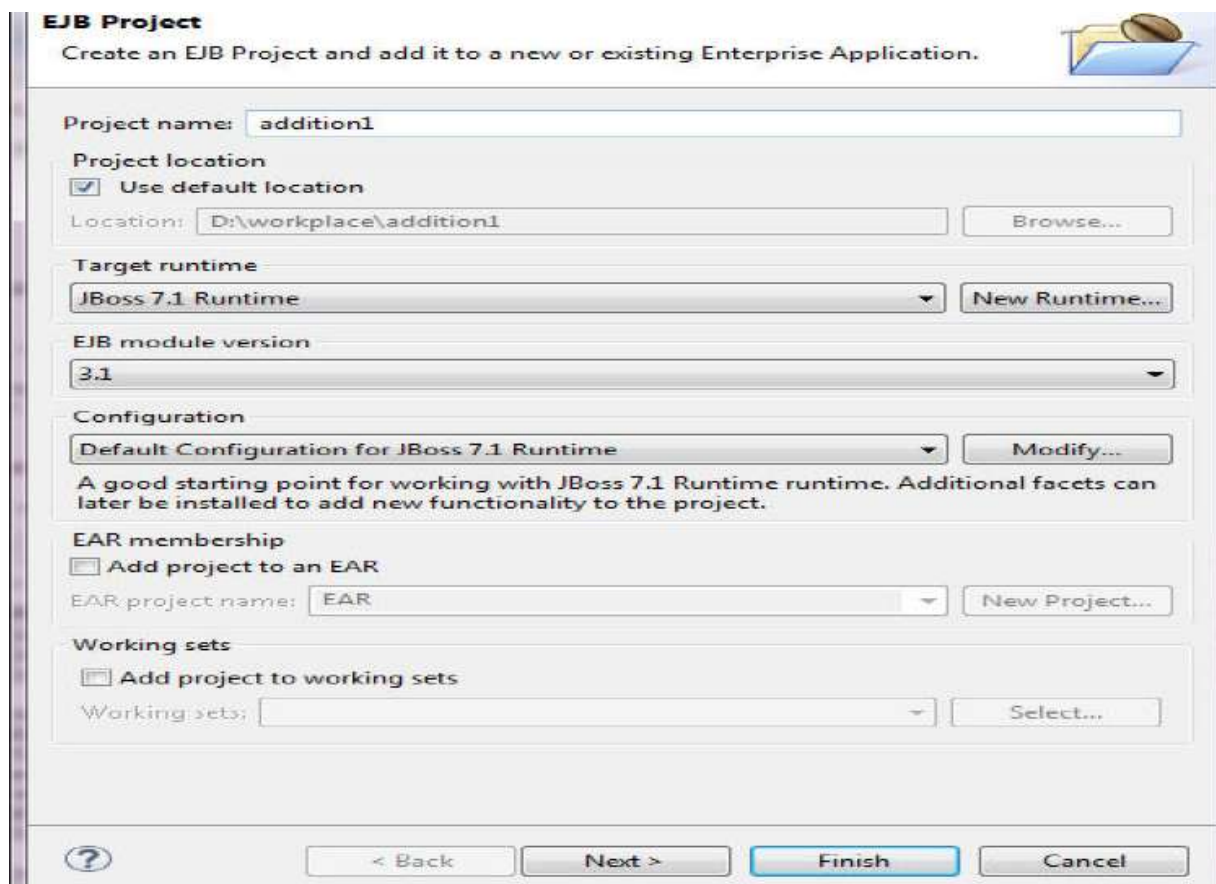 EJB Project
Create an EJB Project and add it to a new or existing Enterprise Application.
Project name: addition1
Project location
Use default location
Location: D:\workplace\addition1 Browse...
Target runtime
JBoss 7.1 Runtime New Runtime...
EJB module version
3.1
Configuration
Default Configuration for JBoss 7.1 Runtime Modify...
A good starting point for working with JBoss 7.1 Runtime runtime. Additional facets can
later be installed to add new functionality to the project.
EAR membership
Add project to an EAR
EAR project name: EAR New Project...
Working sets
Add project to working sets
Working sets: Select...
? < Back Next > Finish Cancel